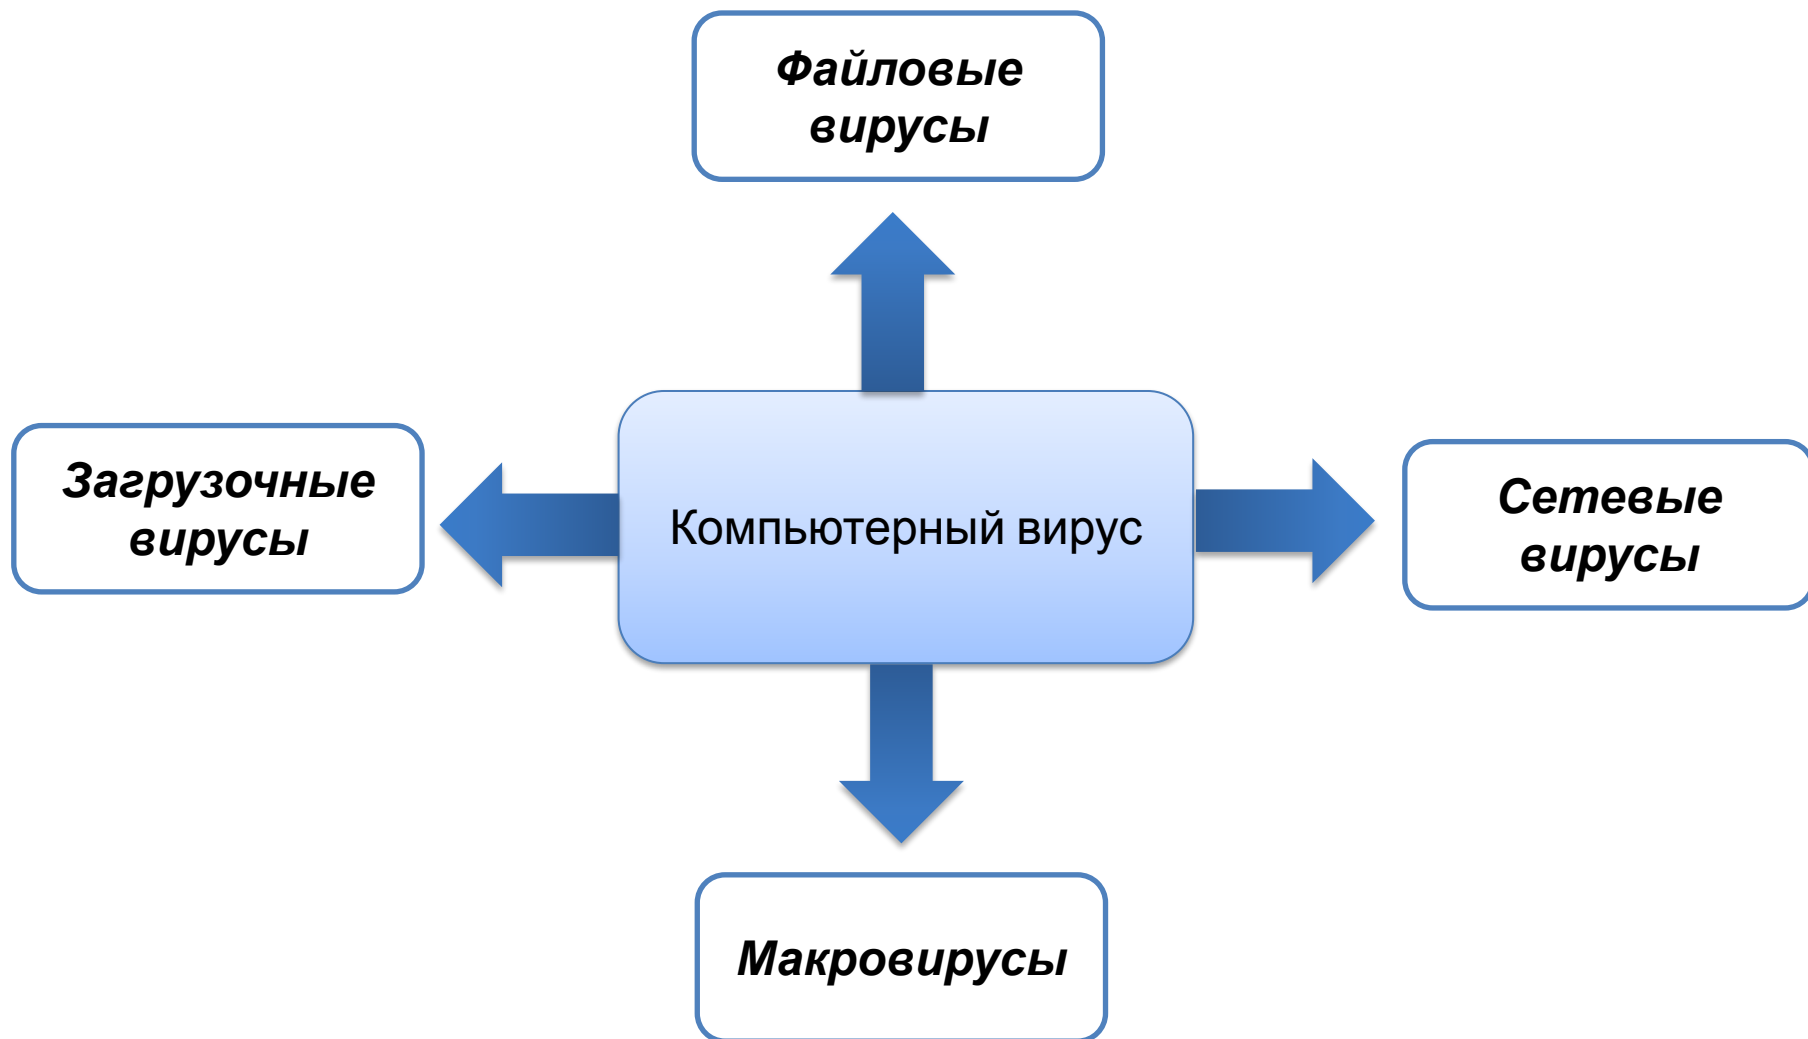 Файловые
вирусы
Загрузочные
вирусы
Компьютерный вирус
Сетевые
вирусы
Макровирусы